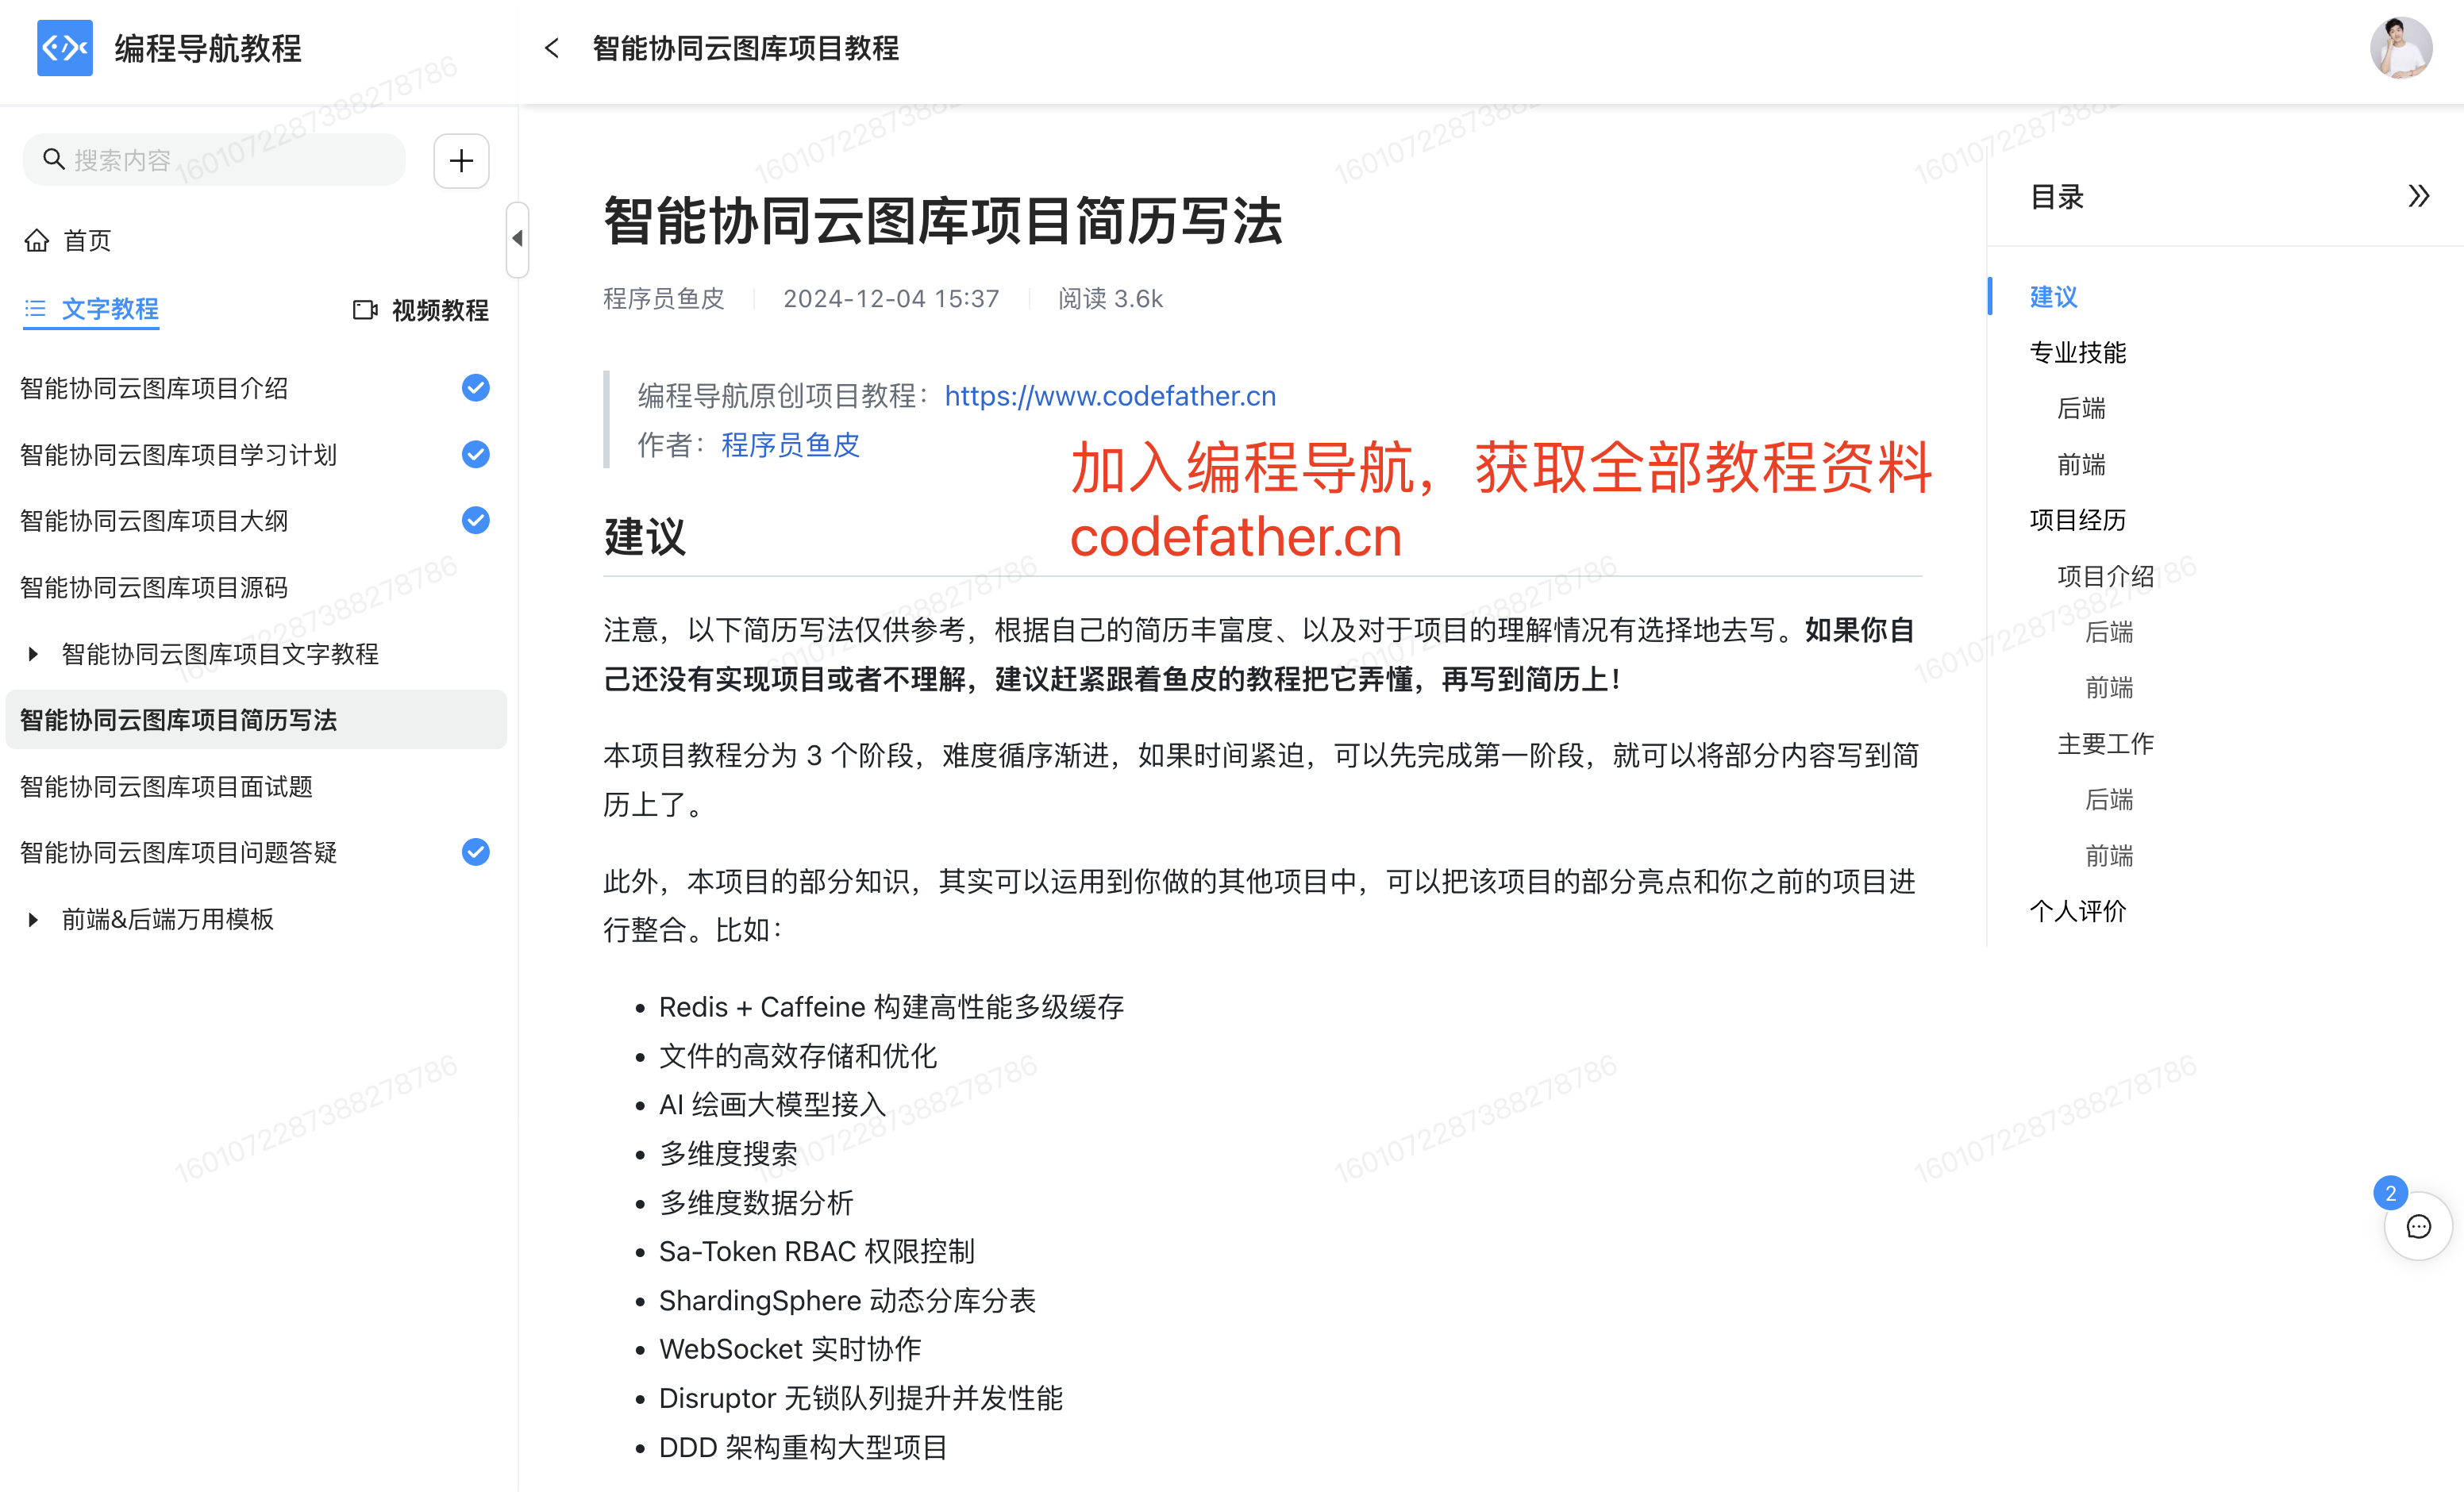 编程导航教程
智能协同云图库项目教程
搜索内容
首页
文字教程
视频教程
智能协同云图库项目介绍
智能协同云图库项目学习计划
智能协同云图库项目大纲
智能协同云图库项目源码
智能协同云图库项目文字教程
智能协同云图库项目简历写法
智能协同云图库项目面试题
智能协同云图库项目问题答疑
前端&后端万用模板
智能协同云图库项目简历写法
程序员鱼皮 2024-12-04 15:37 阅读 3.6k
编程导航原创项目教程：https://www.codefather.cn
作者：程序员鱼皮
加入编程导航，获取全部教程资料
codefather.cn
建议
注意，以下简历写法仅供参考，根据自己的简历丰富度、以及对于项目的理解情况有选择地去写。如果你自
己还没有实现项目或者不理解，建议赶紧跟着鱼皮的教程把它弄懂，再写到简历上！
本项目教程分为 3 个阶段，难度循序渐进，如果时间紧迫，可以先完成第一阶段，就可以将部分内容写到简
历上了。
此外，本项目的部分知识，其实可以运用到你做的其他项目中，可以把该项目的部分亮点和你之前的项目进
行整合。比如：
• Redis + Caffeine 构建高性能多级缓存
• 文件的高效存储和优化
• AI 绘画大模型接入
• 多维度搜索
• 多维度数据分析
• Sa-Token RBAC 权限控制
• ShardingSphere 动态分库分表
• WebSocket 实时协作
• Disruptor 无锁队列提升并发性能
• DDD 架构重构大型项目
目录
建议
专业技能
后端
前端
项目经历
项目介绍
后端
前端
主要工作
后端
前端
个人评价
2
1601072287388278786